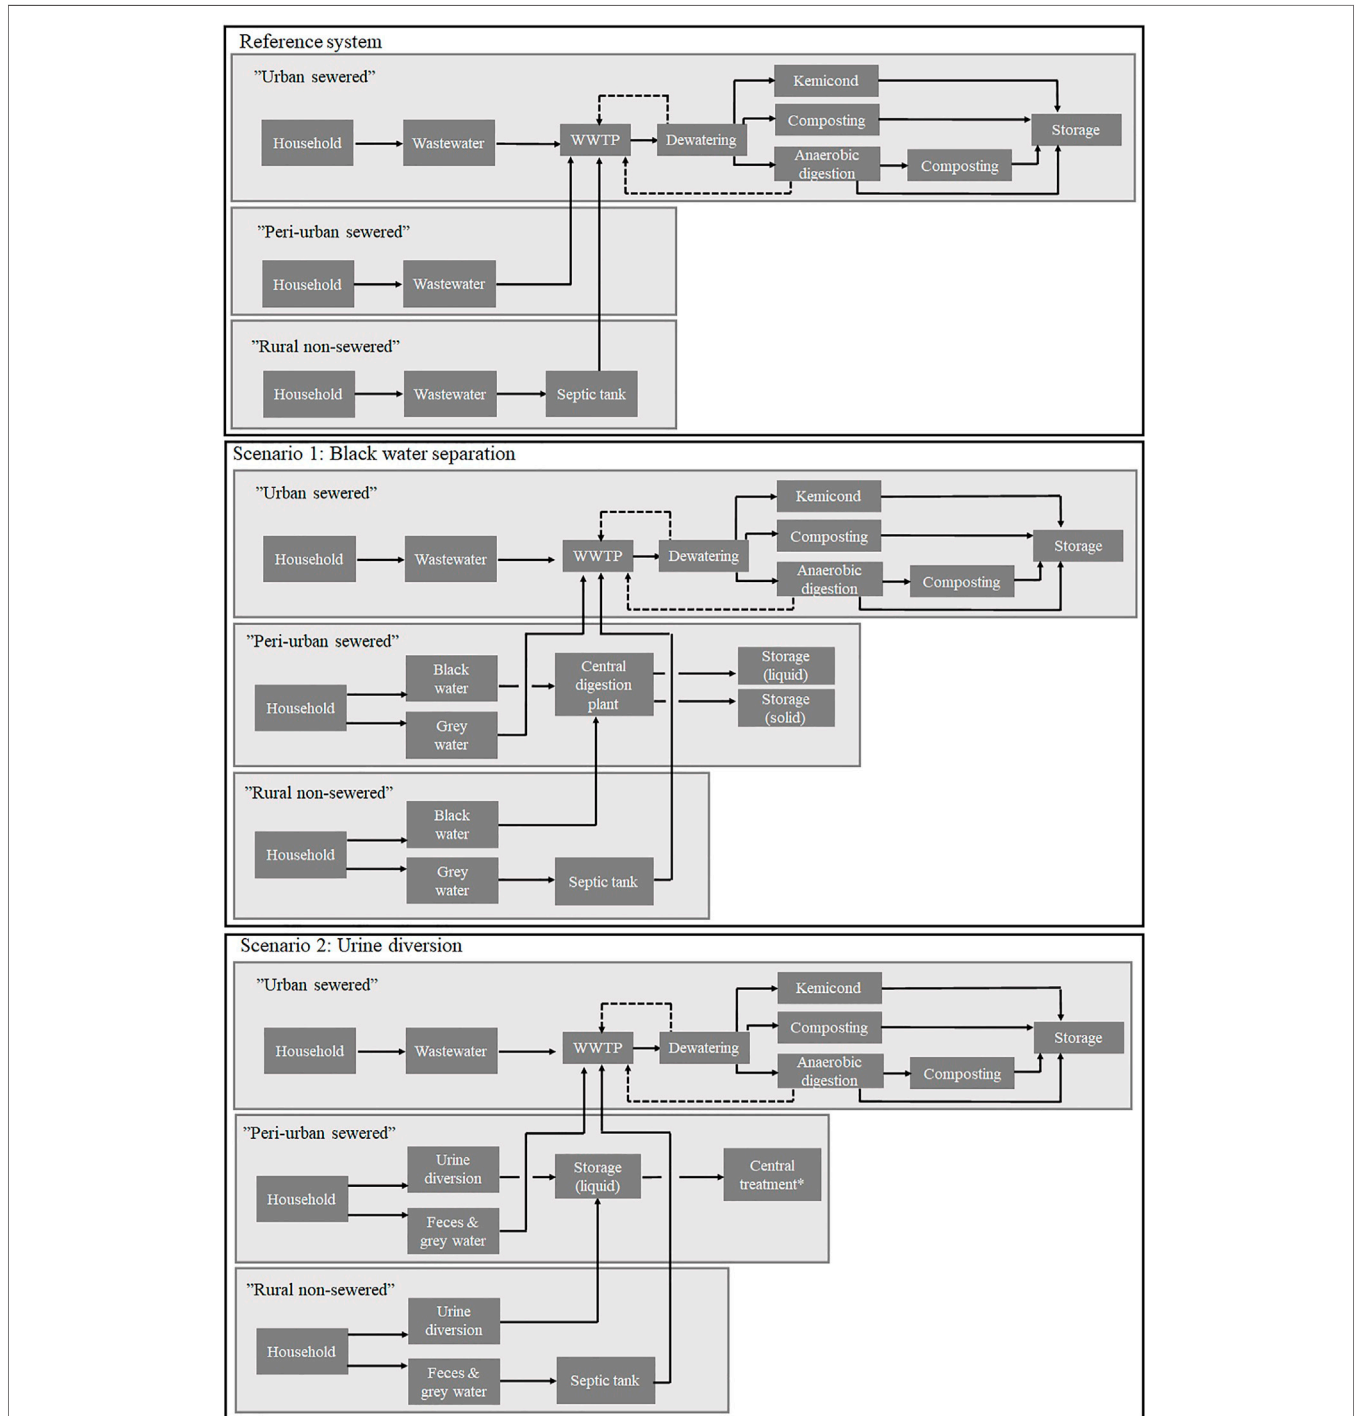 Reference system
”Urban sewered”
Household
Wastewater
WWTP
Dewatering
Kemicond
Composting
Anaerobic
digestion
Composting
Storage
”Peri-urban sewered”
Household
Wastewater
”Rural non-sewered”
Household
Wastewater
Septic tank
Scenario 1: Black water separation
”Urban sewered”
Household
Wastewater
WWTP
Dewatering
Kemicond
Composting
Anaerobic
digestion
Composting
Storage
”Peri-urban sewered”
Household
Black
water
Grey
water
Central
digestion
plant
Storage
(liquid)
Storage
(solid)
”Rural non-sewered”
Household
Black
water
Grey
water
Septic tank
Scenario 2: Urine diversion
”Urban sewered”
Household
Wastewater
WWTP
Dewatering
Kemicond
Composting
Anaerobic
digestion
Composting
Storage
”Peri-urban sewered”
Household
Urine
diversion
Feces &
grey water
Storage
(liquid)
Central
treatment*
”Rural non-sewered”
Household
Urine
diversion
Feces &
grey water
Septic tank